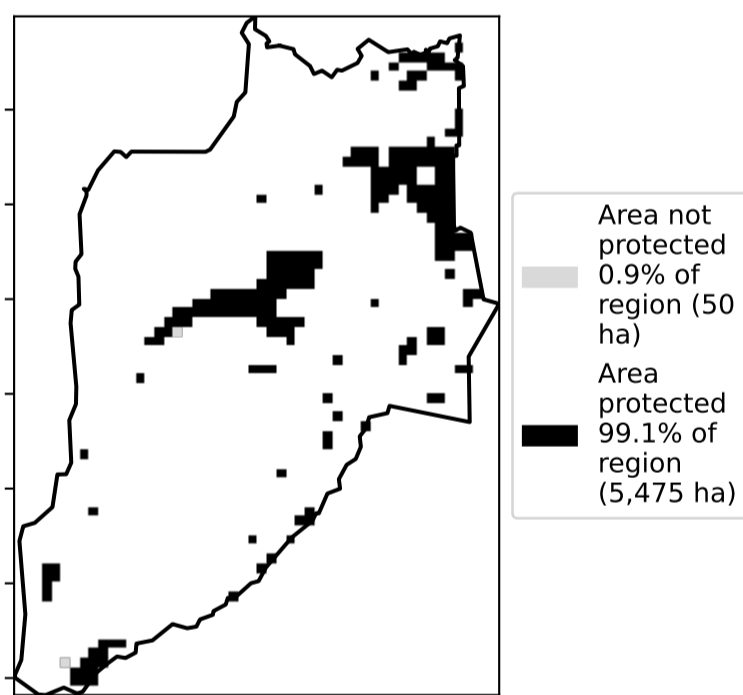 Area not
protected
0.9% of
region (50
ha)
Area
protected
99.1% of
region
(5,475 ha)